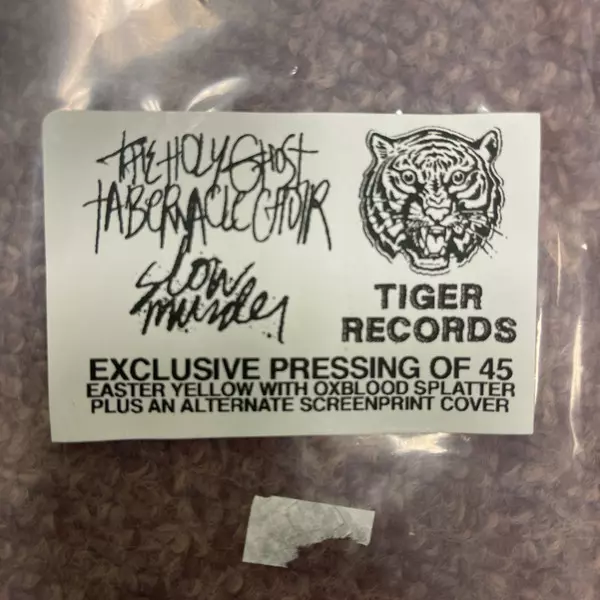 THE HOLY GHOST
TABERNACLE CHOIR
slow
murder
TIGER
RECORDS
EXCLUSIVE PRESSING OF 45
EASTER YELLOW WITH OXBLOOD SPLATTER
PLUS AN ALTERNATE SCREENPRINT COVER